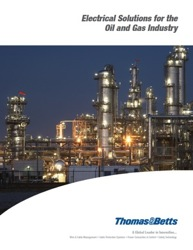 Electrical Solutions for the
Oil and Gas Industry
Thomas&Betts
A Global Leader in Innovation...